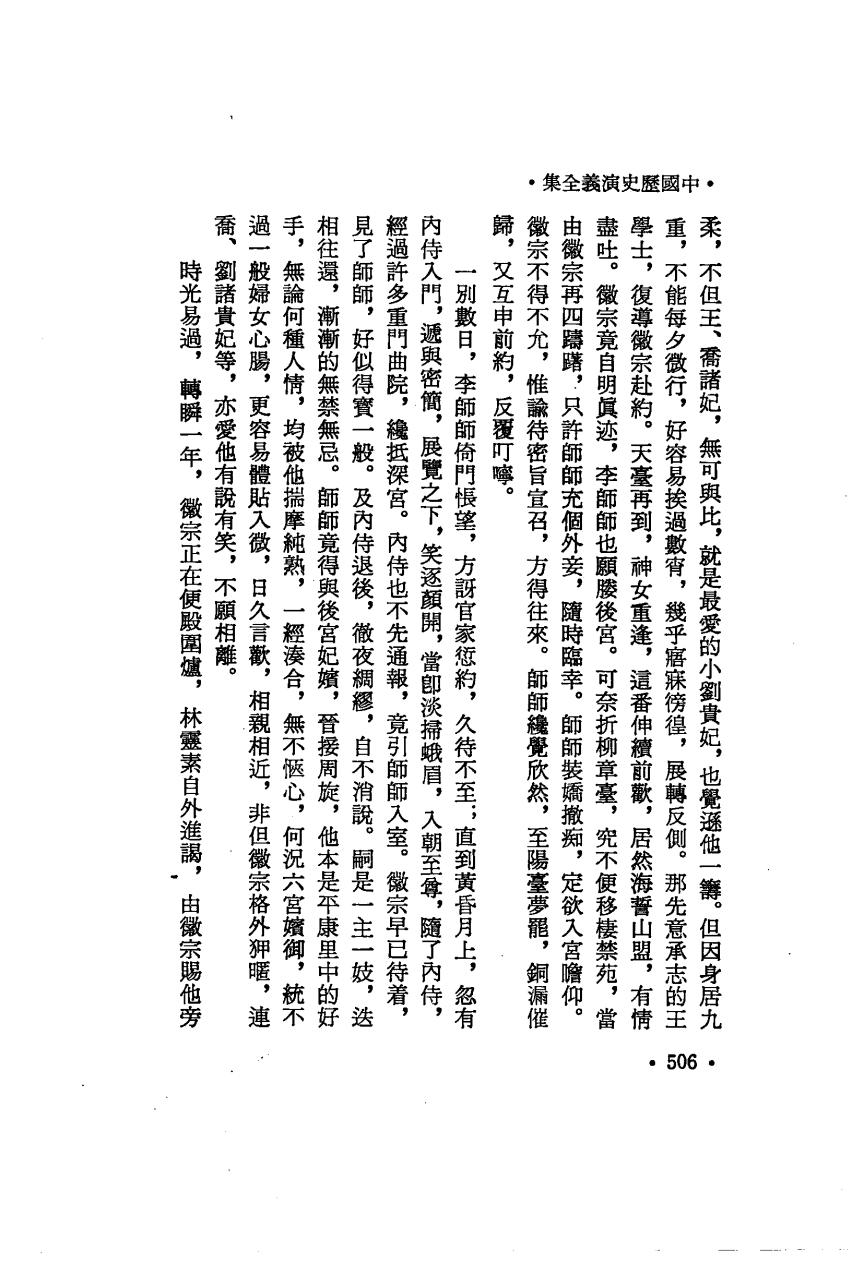 •中國歷史演義全集•
柔，不但王、喬諸妃，無可與比，就是最愛的小劉貴妃，也覺遜他一籌。但因身居九
重，不能每夕微行，好容易挨過數宵，幾乎寤寐徬徨，展轉反側。那先意承志的王
學士，復導徽宗赴約。天臺再到，神女重逢，這番伸續前歡，居然海誓山盟，有情
盡吐。徽宗竟自明眞迹，李師師也願媵後宮。可奈折柳章臺，究不便移棲禁苑，當
由徽宗再四躊躇，只許師師充個外妾，隨時臨幸。師師裝嬌撒痴，定欲入宮瞻仰。
徽宗不得不允，惟諭待密旨宣召，方得往來。師師纔覺欣然，至陽臺夢罷，銅漏催
歸，又互申前約，反覆叮嚀。
一別數日，李師師倚門悵望，方訝官家愆約，久待不至；直到黃昏月上，忽有
內侍入門，遞與密簡，展覽之下，笑逐顏開，當卽淡掃蛾眉，入朝至尊，隨了內侍，
經過許多重門曲院，纔抵深宮。內侍也不先通報，竟引師師入室。徽宗早已待着，
見了師師，好似得寶一般。及內侍退後，徹夜綢繆，自不消說。嗣是一主一妓，迭
相往還，漸漸的無禁無忌。師師竟得與後宮妃嬪，晉接周旋，他本是平康里中的好
手，無論何種人情，均被他揣摩純熟，一經湊合，無不愜心，何況六宮嬪御，統不
過一般婦女心腸，更容易體貼入微，日久言歡，相親相近，非但徽宗格外狎暱，連
喬、劉諸貴妃等，亦愛他有說有笑，不願相離。
時光易過，轉瞬一年，徽宗正在便殿圍爐，林靈素自外進謁，由徽宗賜他旁
•506•